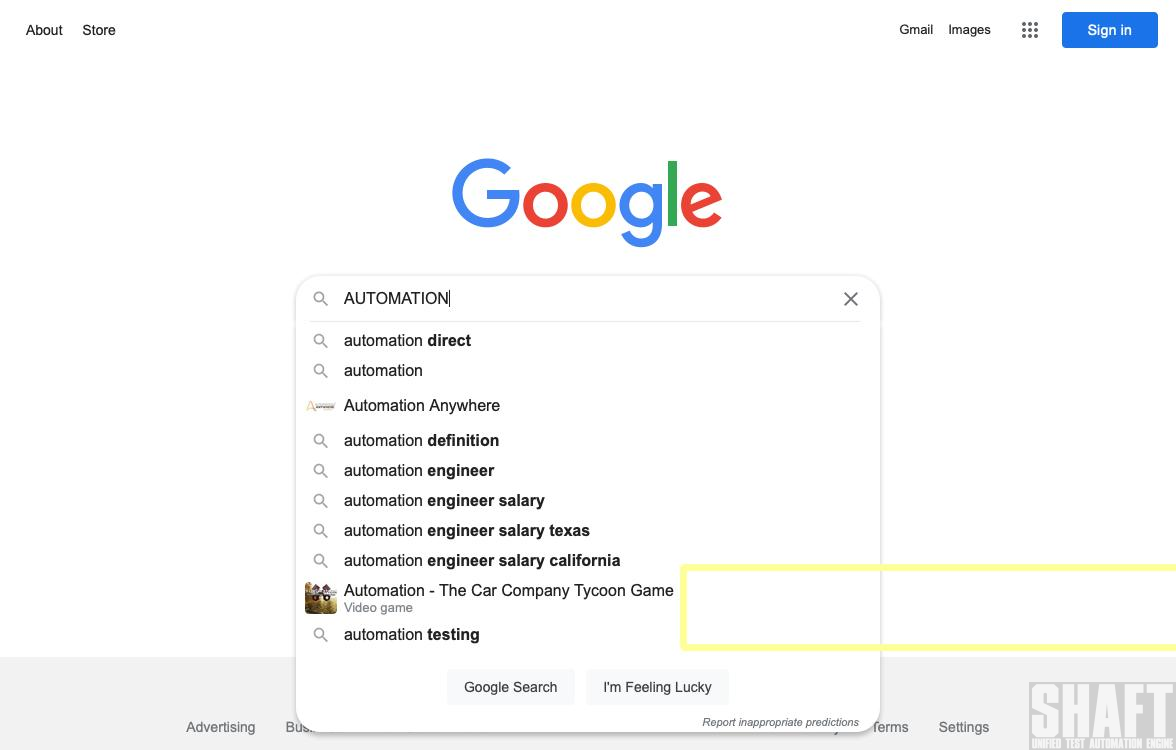 About Store Gmail Images Sign in
Google
AUTOMATION
automation direct
automation
Automation Anywhere
automation definition
automation engineer
automation engineer salary
automation engineer salary texas
automation engineer salary california
Automation - The Car Company Tycoon Game
Video game
automation testing
Google Search I'm Feeling Lucky
Report inappropriate predictions
Advertising Terms Settings
SHAFT
UNIFIED TEST AUTOMATION ENGINE